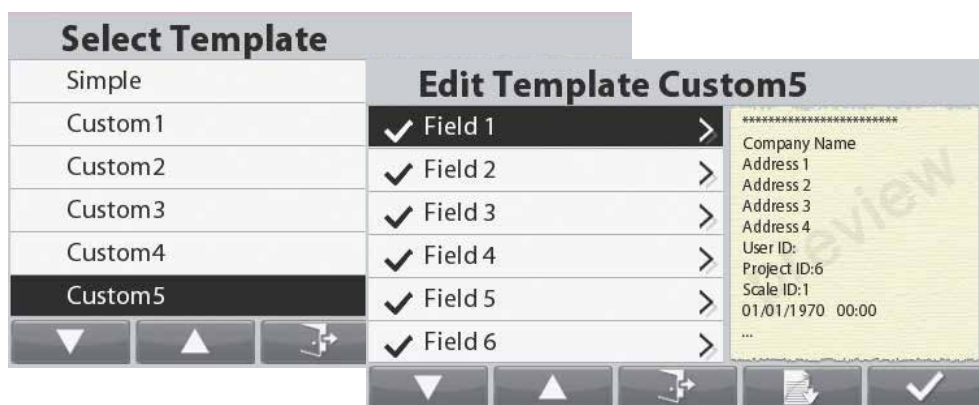 Select Template
Simple
Custom1
Custom2
Custom3
Custom4
Custom5
Edit Template Custom5
Field 1
Field 2
Field 3
Field 4
Field 5
Field 6
************************
Company Name
Address 1
Address 2
Address 3
Address 4
User ID:
Project ID:6
Scale ID:1
01/01/1970 00:00
...
Preview